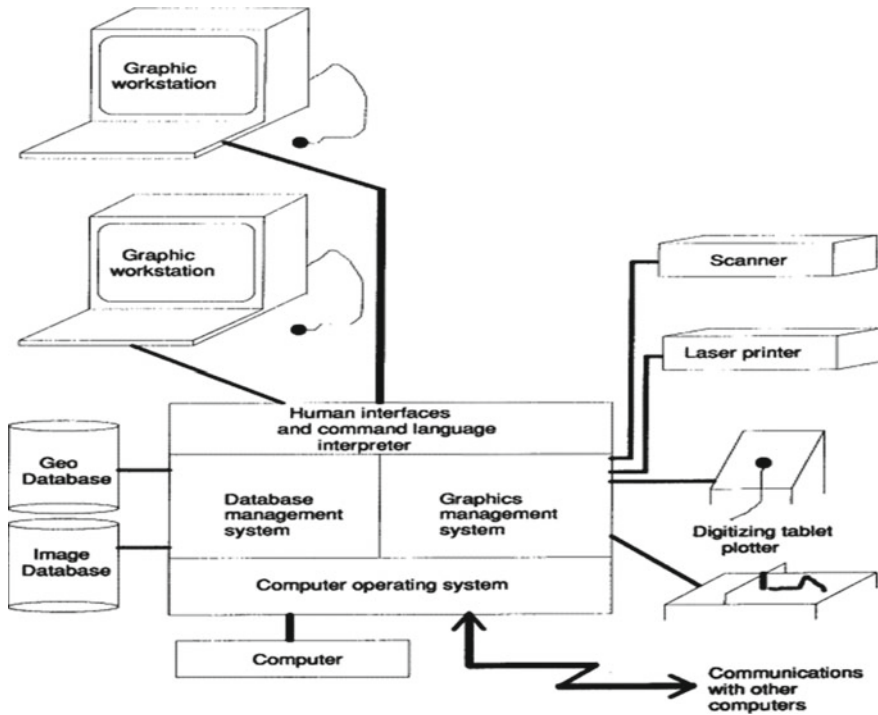 Graphic
workstation
Graphic
workstation
Scanner
Laser printer
Human interfaces
and command language
interpreter
Geo
Database
Database
management
system
Graphics
management
system
Digitizing tablet
plotter
Image
Database
Computer operating system
Computer
Communications
with other
computers